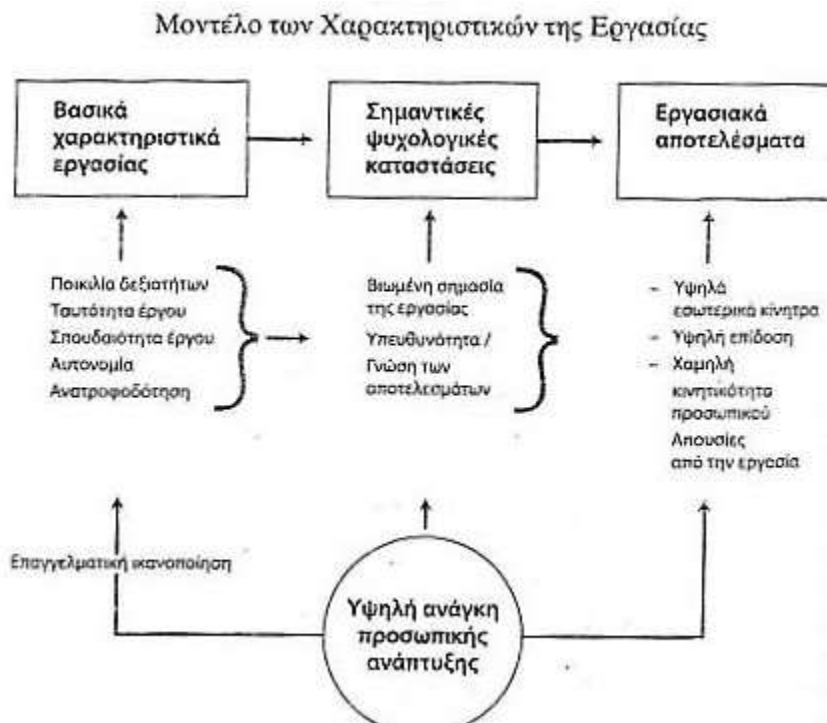 Μοντέλο των Χαρακτηριστικών της Εργασίας
Βασικά
χαρακτηριστικά
εργασίας
Σημαντικές
ψυχολογικές
καταστάσεις
Εργασιακά
αποτελέσματα
Ποικιλία δεξιοτήτων
Ταυτότητα έργου
Σπουδαιότητα έργου
Αυτονομία
Ανατροφοδότηση
Βιωμένη σημασία
της εργασίας
Υπευθυνότητα /
Γνώση των
αποτελεσμάτων
– Υψηλά
εσωτερικά κίνητρα
– Υψηλή επίδοση
– Χαμηλή
κινητικότητα
προσωπικού
Απουσίες
από την εργασία
Επαγγελματική ικανοποίηση
Υψηλή ανάγκη
προσωπικής
ανάπτυξης